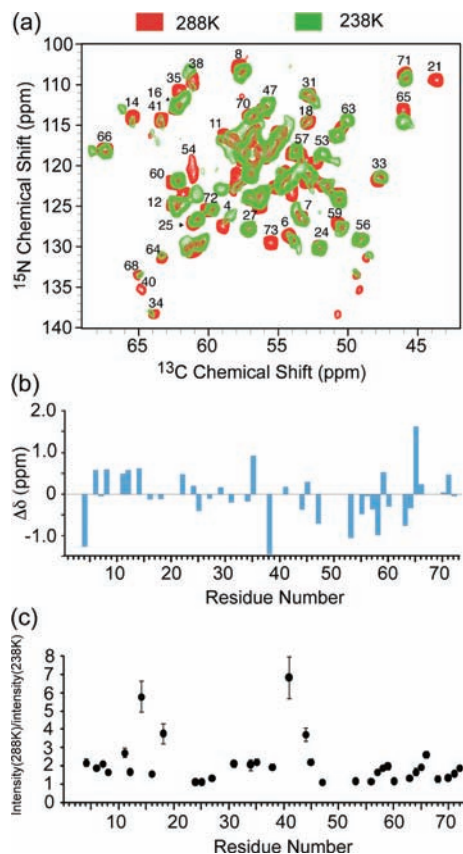 288K 238K
(a)
100
105
110
115
120
125
130
135
140
15N Chemical Shift (ppm)
8 38 35 16 41 14 31 71 21 70 47 18 63 65 11 57 53 66 54 60 33 12 72 4 27 7 59 25 6 24 56 73 64 68 40 34
65 60 55 50 45
13C Chemical Shift (ppm)
(b)
2.0
1.0
0
-1.0
Δδ (ppm)
10 20 30 40 50 60 70
Residue Number
(c)
8
7
6
5
4
3
2
1
0
Intensity(288K)/intensity(238K)
10 20 30 40 50 60 70
Residue Number